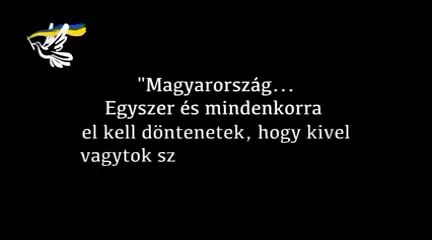 "Magyarország...
Egyszer és mindenkorra
el kell döntenetek, hogy kivel
vagytok sz